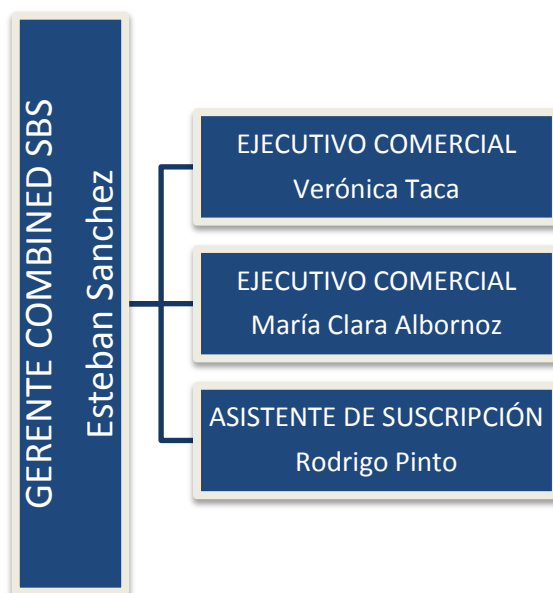 GERENTE COMBINED SBS
Esteban Sanchez
EJECUTIVO COMERCIAL
Verónica Taca
EJECUTIVO COMERCIAL
María Clara Albornoz
ASISTENTE DE SUSCRIPCIÓN
Rodrigo Pinto